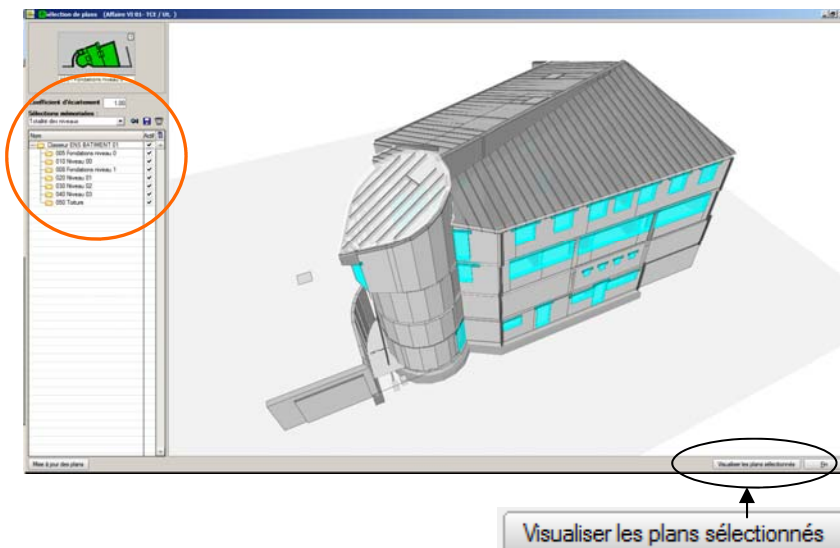 Sélection de plans (Affaire VI 01- TCE / Lt. )
Fondations niveau
Coefficient d'écartement 1.00
Sélections mémorisées :
Totalité des niveaux
Nom Actif
Classeur ENS BATIMENT 01
005 Fondations niveau 0
010 Niveau 00
008 Fondations niveau 1
020 Niveau 01
030 Niveau 02
040 Niveau 03
050 Toiture
Mise à jour des plans
Visualiser les plans sélectionnés
Fin
Visualiser les plans sélectionnés